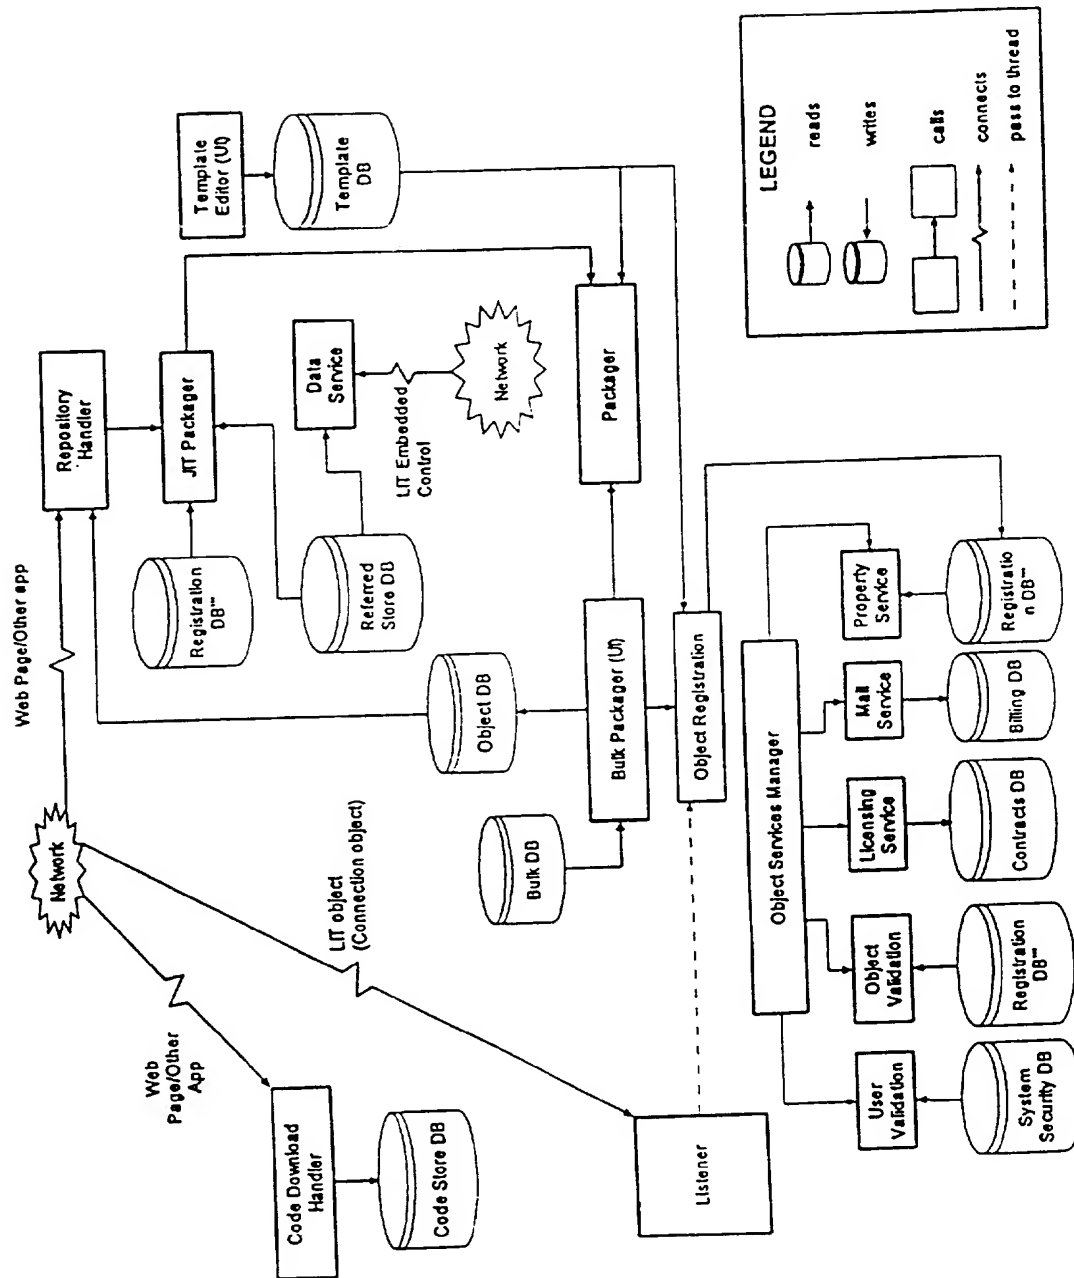 Web Page/Other app
Repository
Handler
Template
Editor (UI)
Network
JIT Packager
Template
DB
Registration
DB***
Data
Service
Web
Page/Other
App
LIT object
(Connection object)
Referred
Store DB
LIT Embedded
Control
Network
Code Download
Handler
Object DB
Code Store DB
Bulk DB
Bulk Packager (UI)
Packager
Listener
Object Registration
Object Services Manager
User
Validation
Object
Validation
Licensing
Service
Mail
Service
Property
Service
System
Security DB
Registration
DB***
Contracts DB
Billing DB
Registratio
n DB***
LEGEND
reads
writes
calls
connects
pass to thread